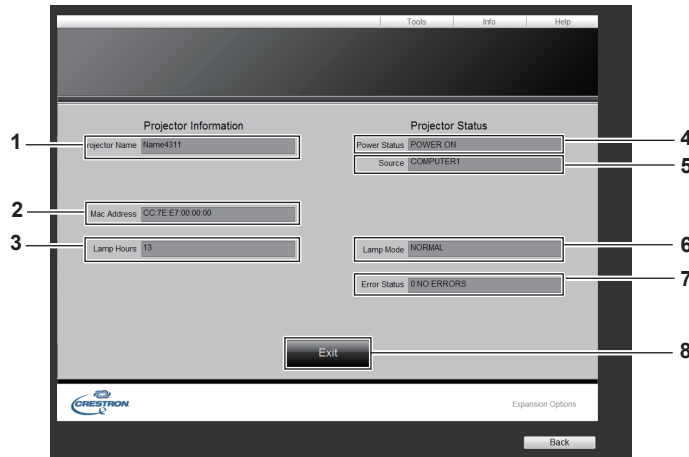 Tools Info Help
Projector Information
Projector Status
1
rojector Name Name4311
Power Status POWER ON
4
Source COMPUTER1
5
2
Mac Address CC:7E:E7:00:00:00
3
Lamp Hours 13
Lamp Mode NORMAL
6
Error Status 0:NO ERRORS
7
Exit
8
CRESTRON
Expansion Options
Back